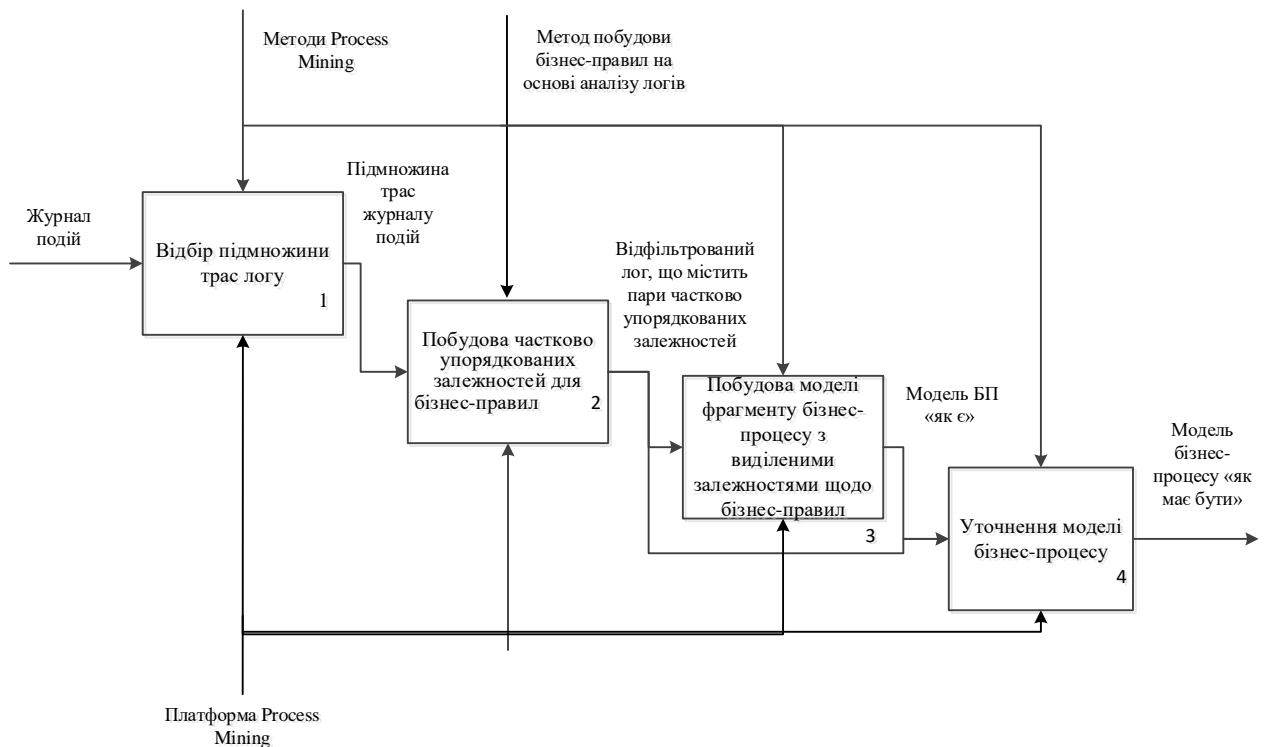 Методи Process
Mining
Метод побудови
бізнес-правил на
основі аналізу логів
Журнал
подій
Відбір підмножини
трас логу
1
Підмножина
трас
журналу
подій
Побудова частково
упорядкованих
залежностей для
бізнес-правил
2
Відфільтрований
лог, що містить
пари частково
упорядкованих
залежностей
Побудова моделі
фрагменту бізнес-
процесу з
виділеними
залежностями щодо
бізнес-правил
3
Модель БП
«як є»
Уточнення моделі
бізнес-процесу
4
Модель
бізнес-
процесу «як
має бути»
Платформа Process
Mining